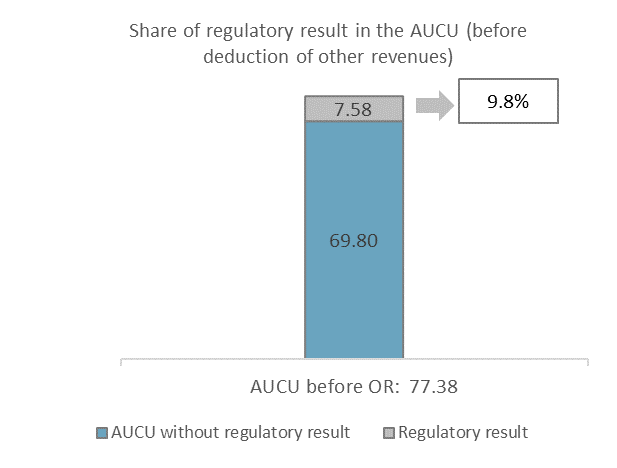 Share of regulatory result in the AUCU (before
deduction of other revenues)
7.58
9.8%
69.80
AUCU before OR: 77.38
AUCU without regulatory result
Regulatory result